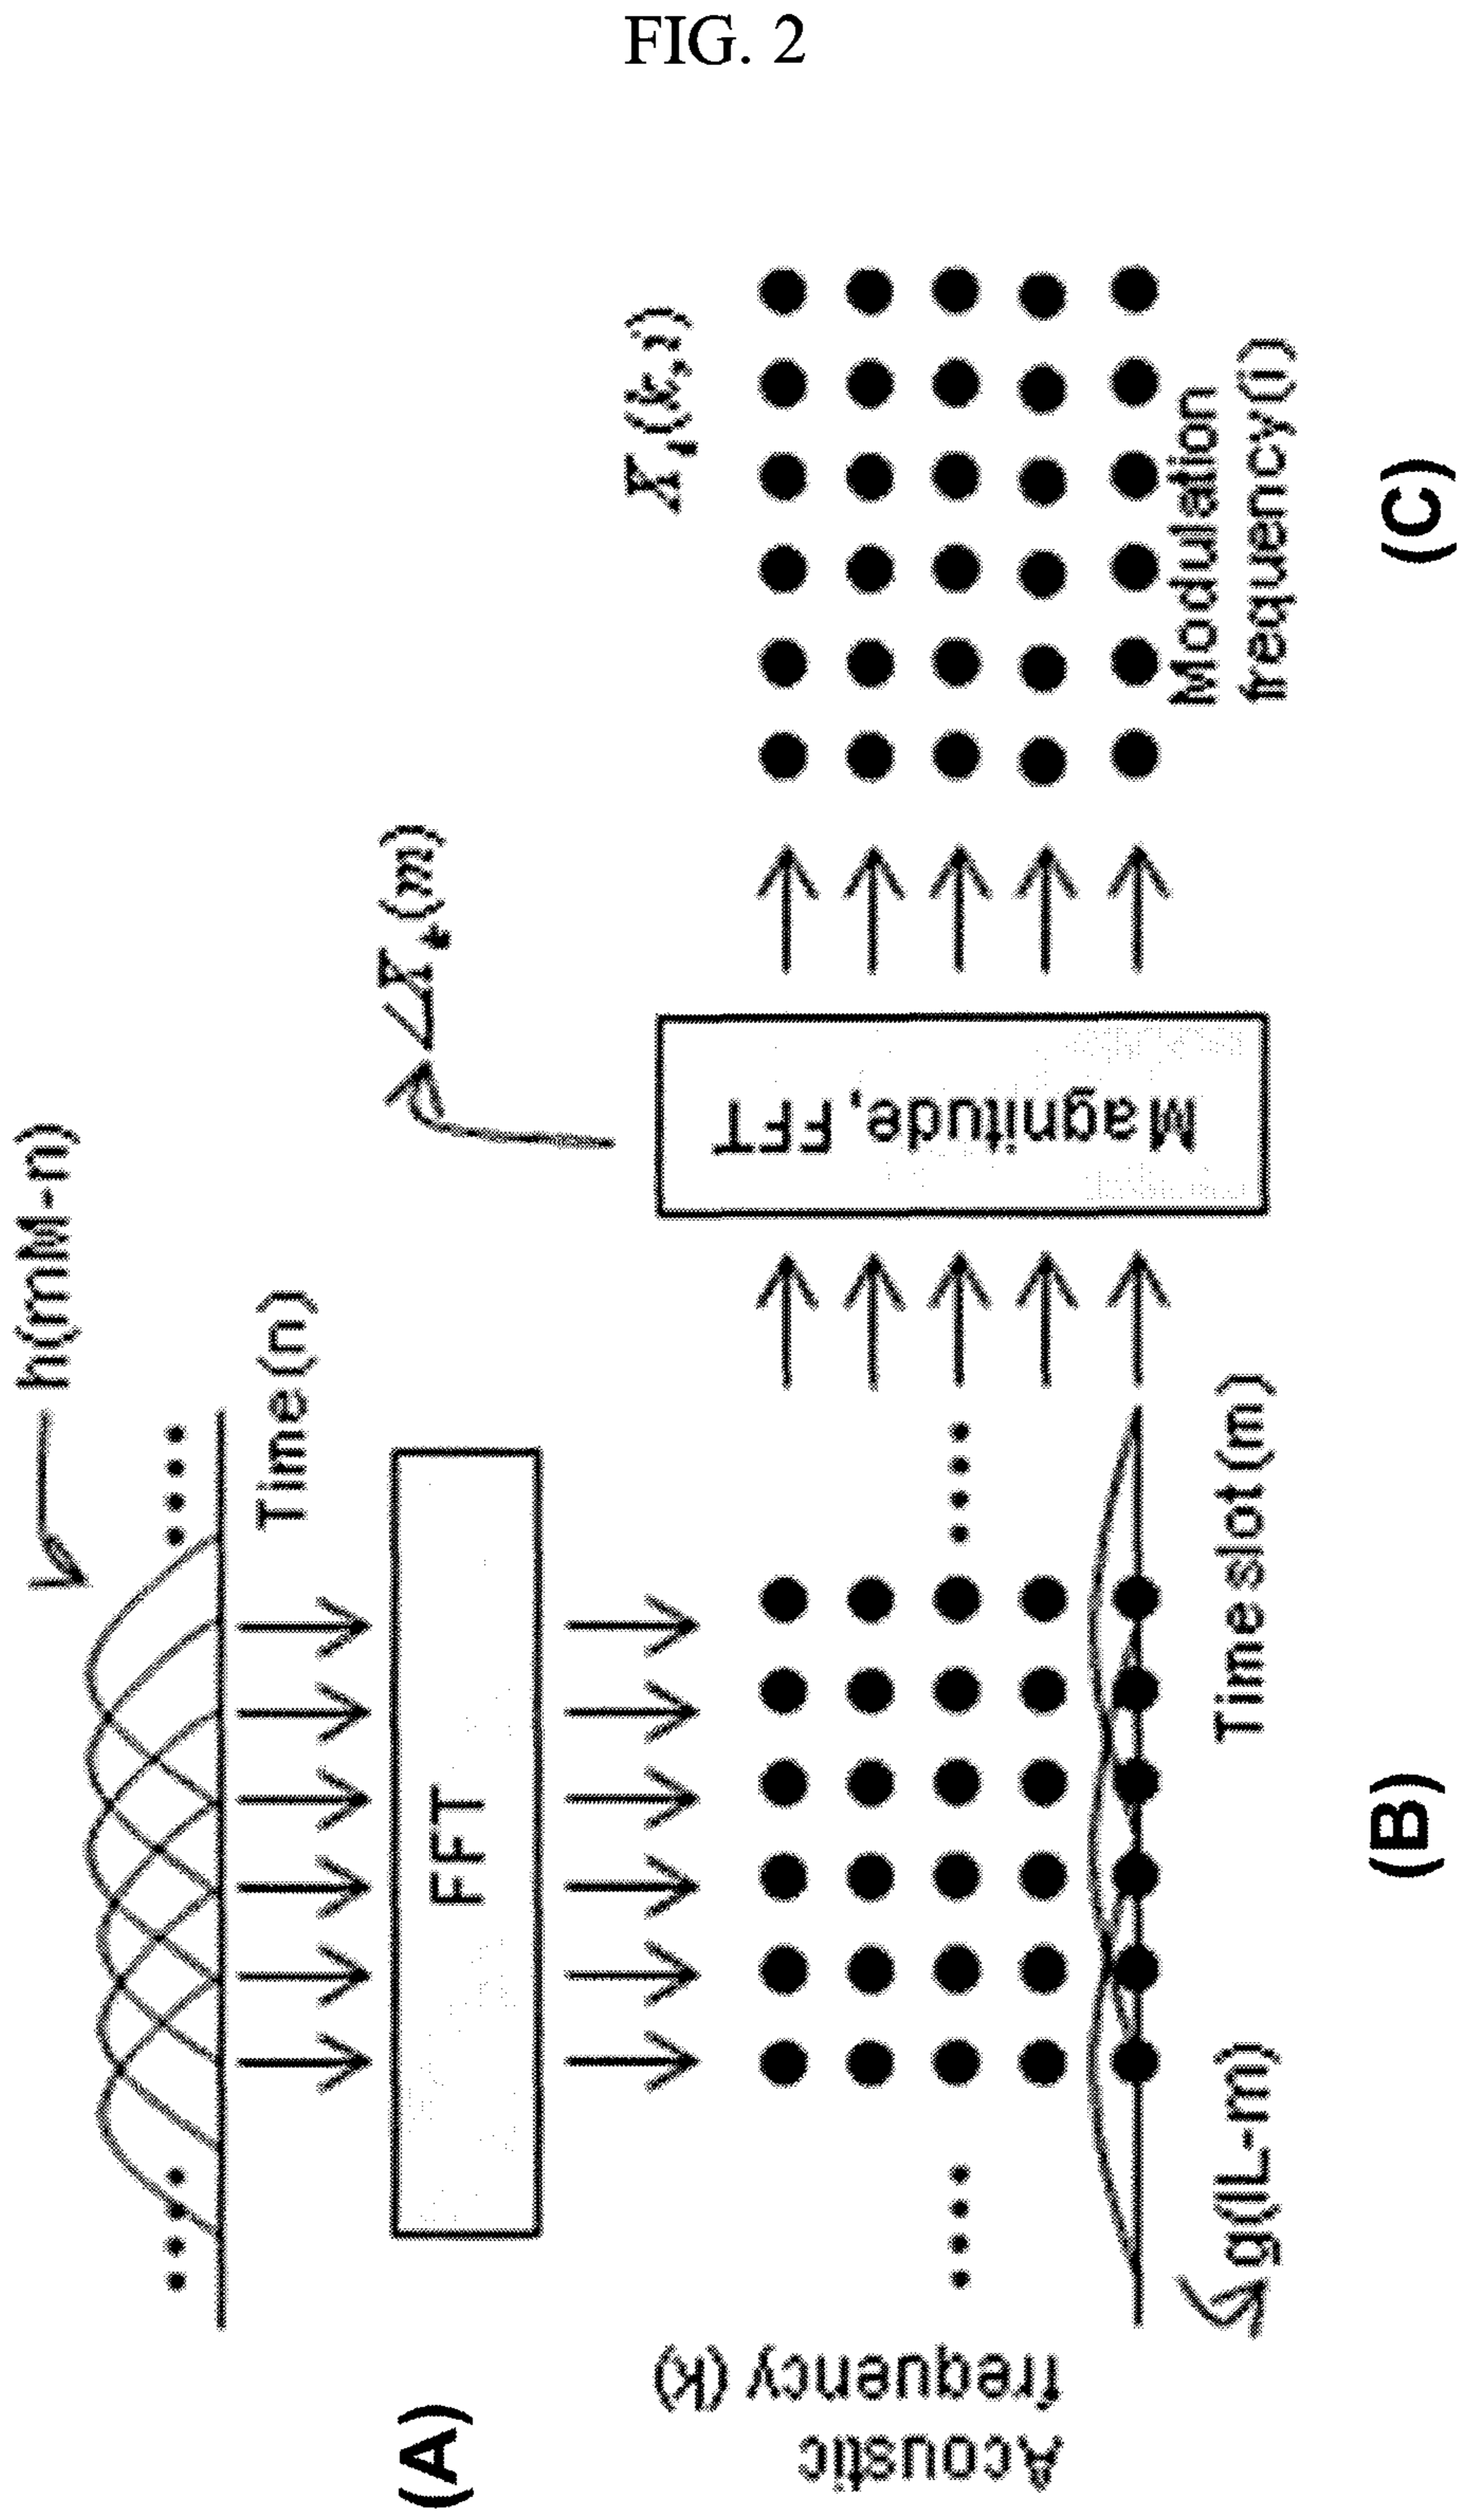 FIG. 2
h(mM-n)
Time(n)
(A)
FFT
∠X_k(m)
Acoustic
frequency (k)
Magnitude, FFT
X_l(k,i)
g(lL-m)
Time slot(m)
Modulation
frequency(i)
(B)
(C)